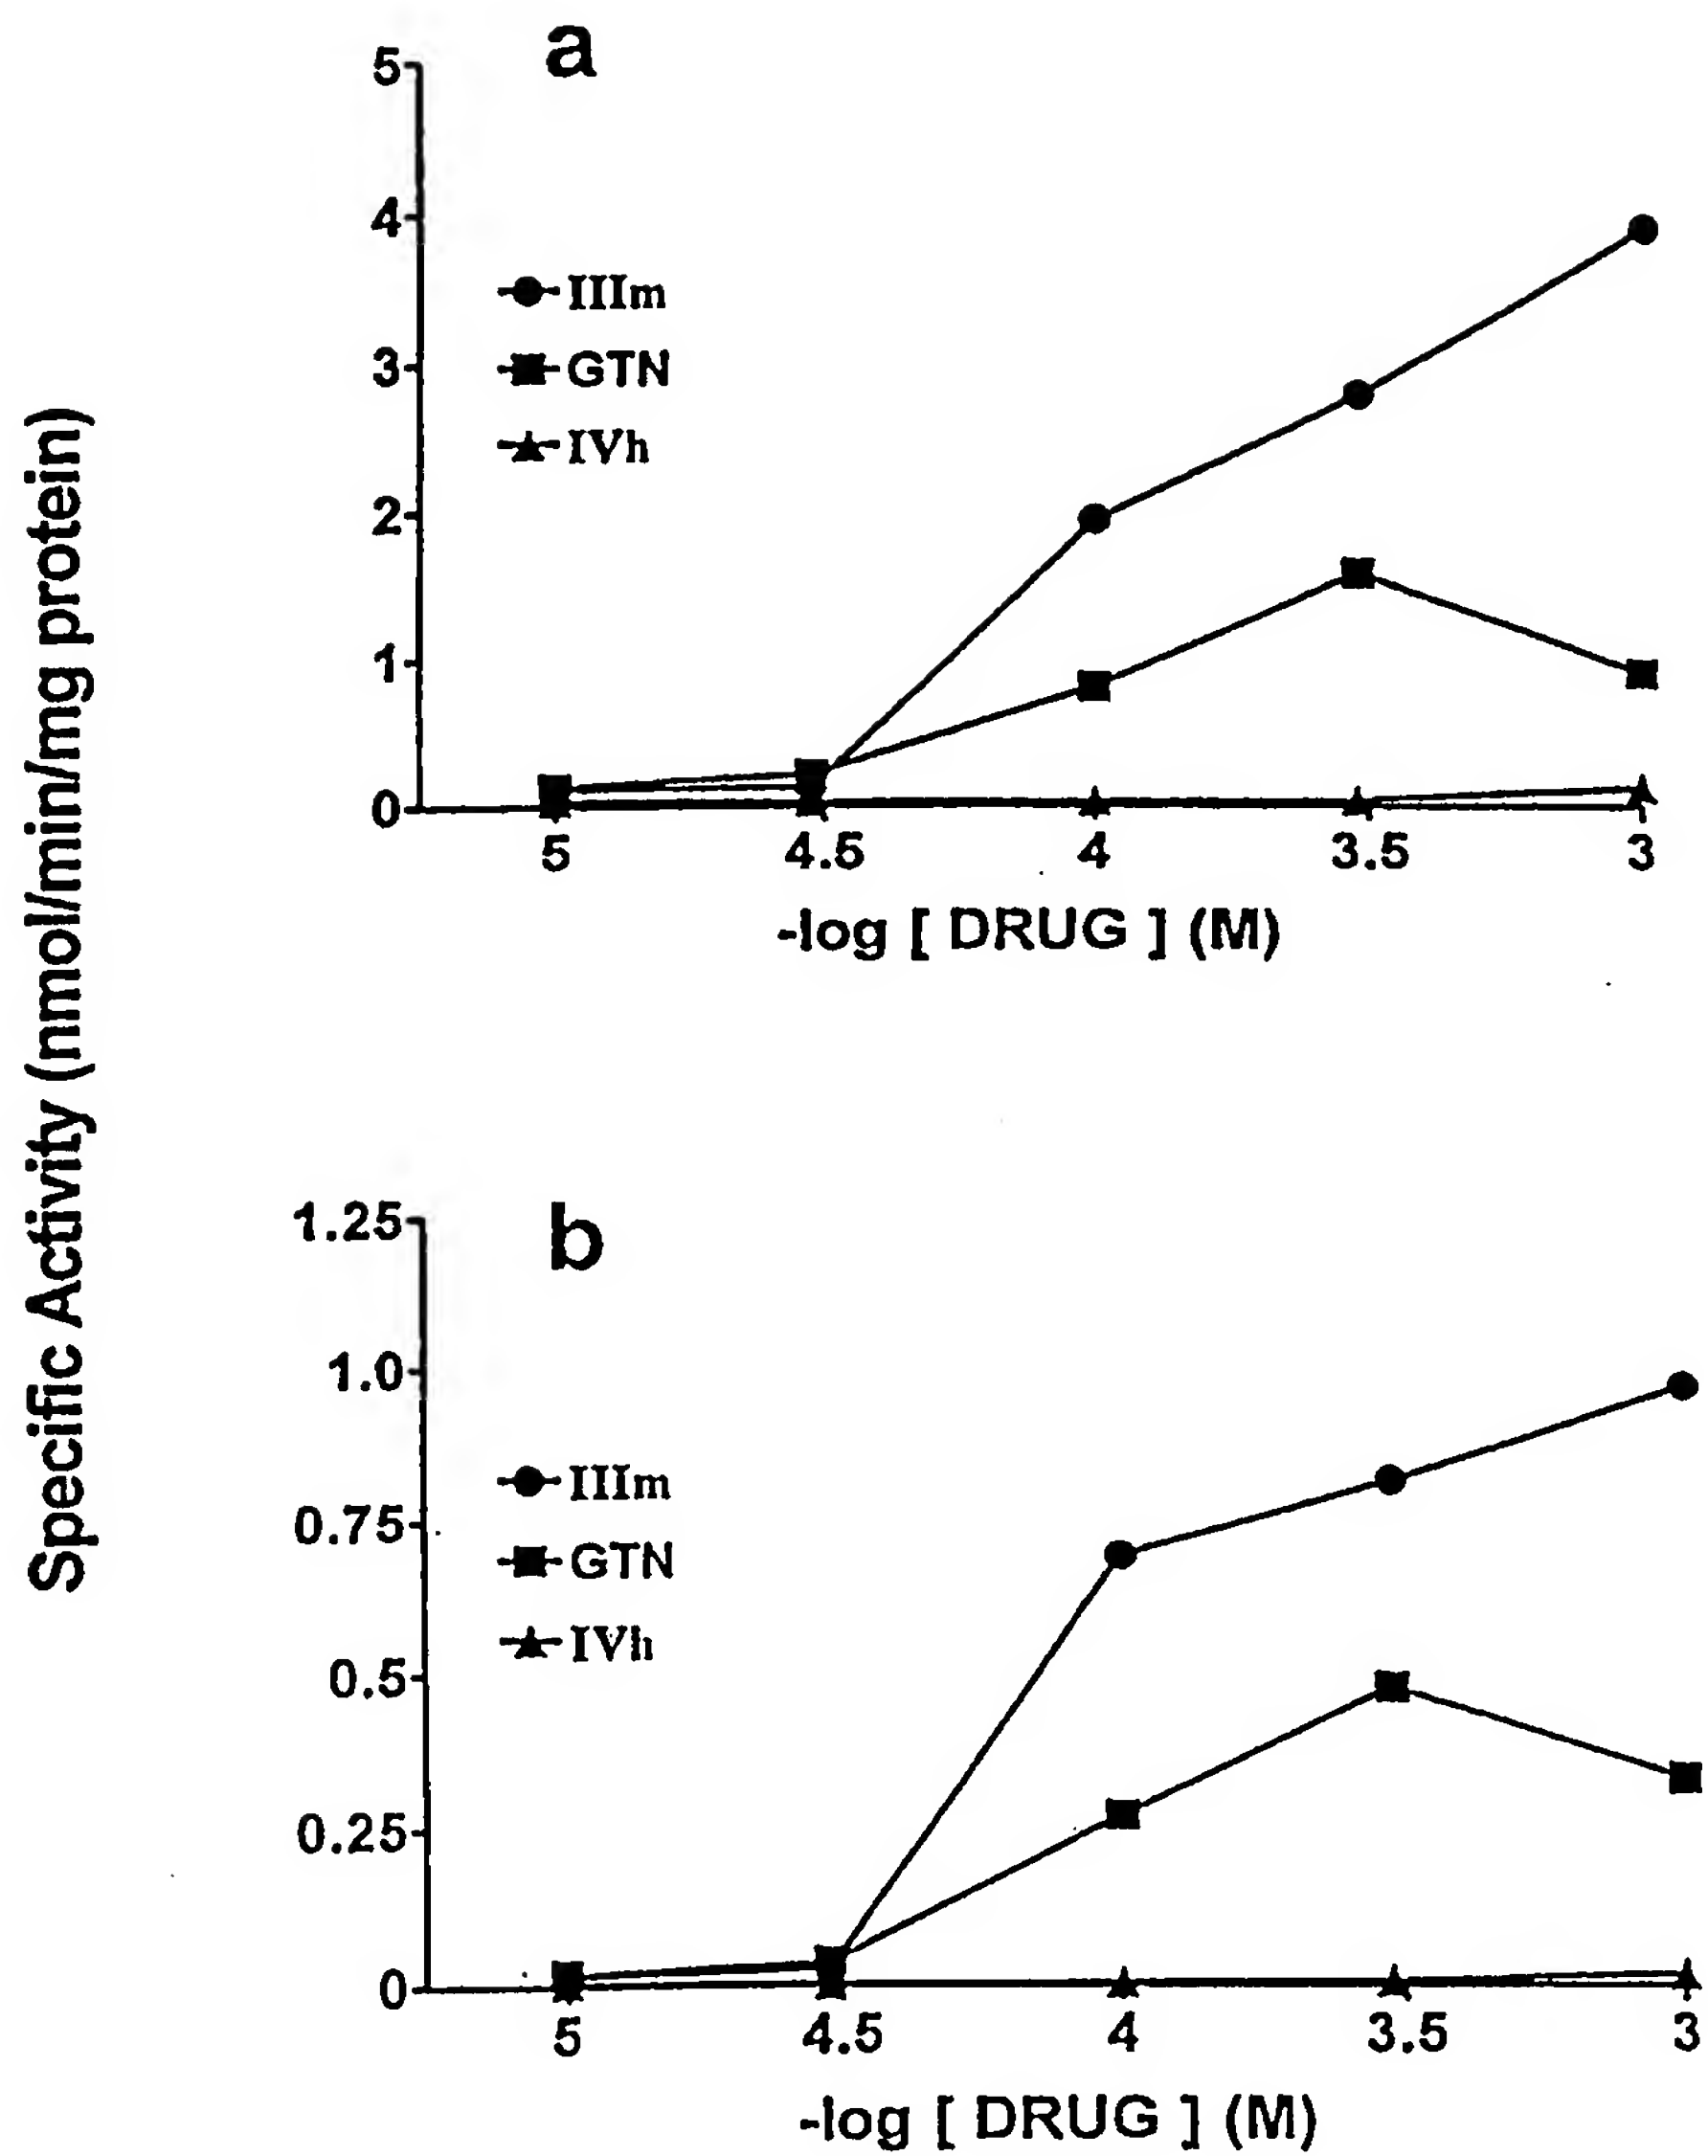 Specific Activity (nmol/min/mg protein)
a
5
4
3
2
1
0
IIIm
GTN
IVh
5 4.5 4 3.5 3
-log [ DRUG ] (M)
b
1.25
1.0
0.75
0.5
0.25
0
IIIm
GTN
IVh
5 4.5 4 3.5 3
-log [ DRUG ] (M)